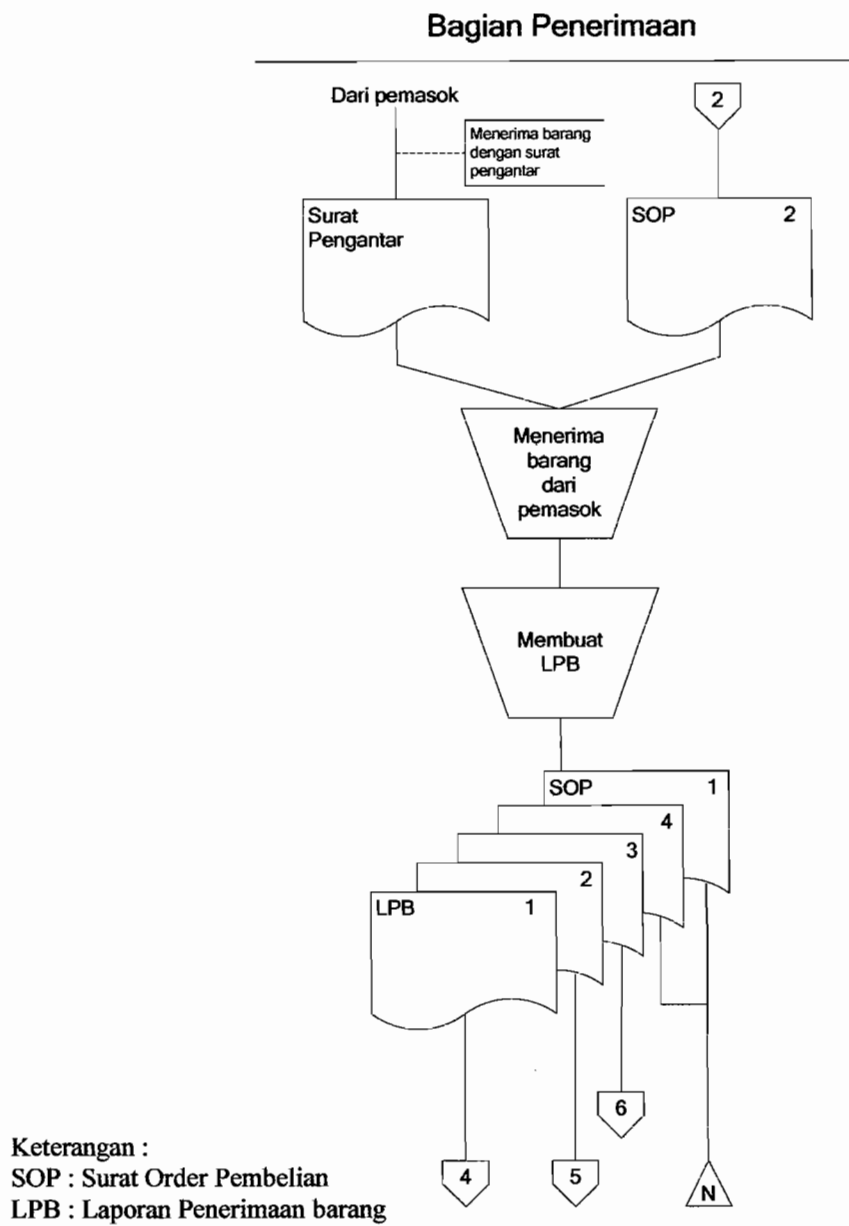 Bagian Penerimaan
Dari pemasok
2
Menerima barang
dengan surat
pengantar
Surat
Pengantar
SOP 2
Menerima
barang
dari
pemasok
Membuat
LPB
SOP 1
4
3
2
LPB 1
6
4
5
N
Keterangan :
SOP : Surat Order Pembelian
LPB : Laporan Penerimaan barang